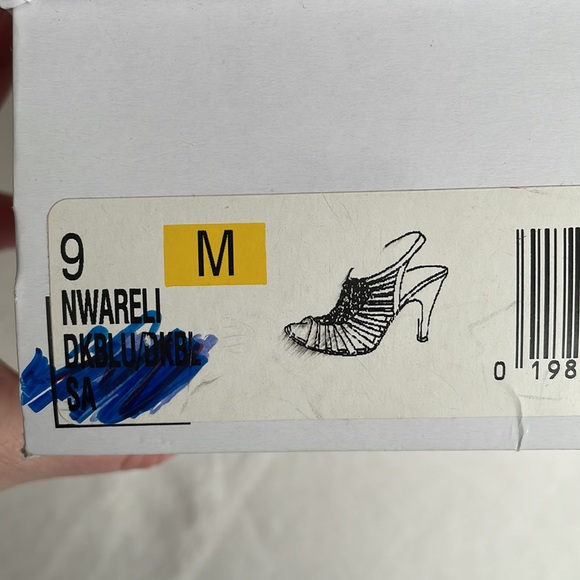 9 M
NWARELI
DKBLU/DKBL
SA
0 198